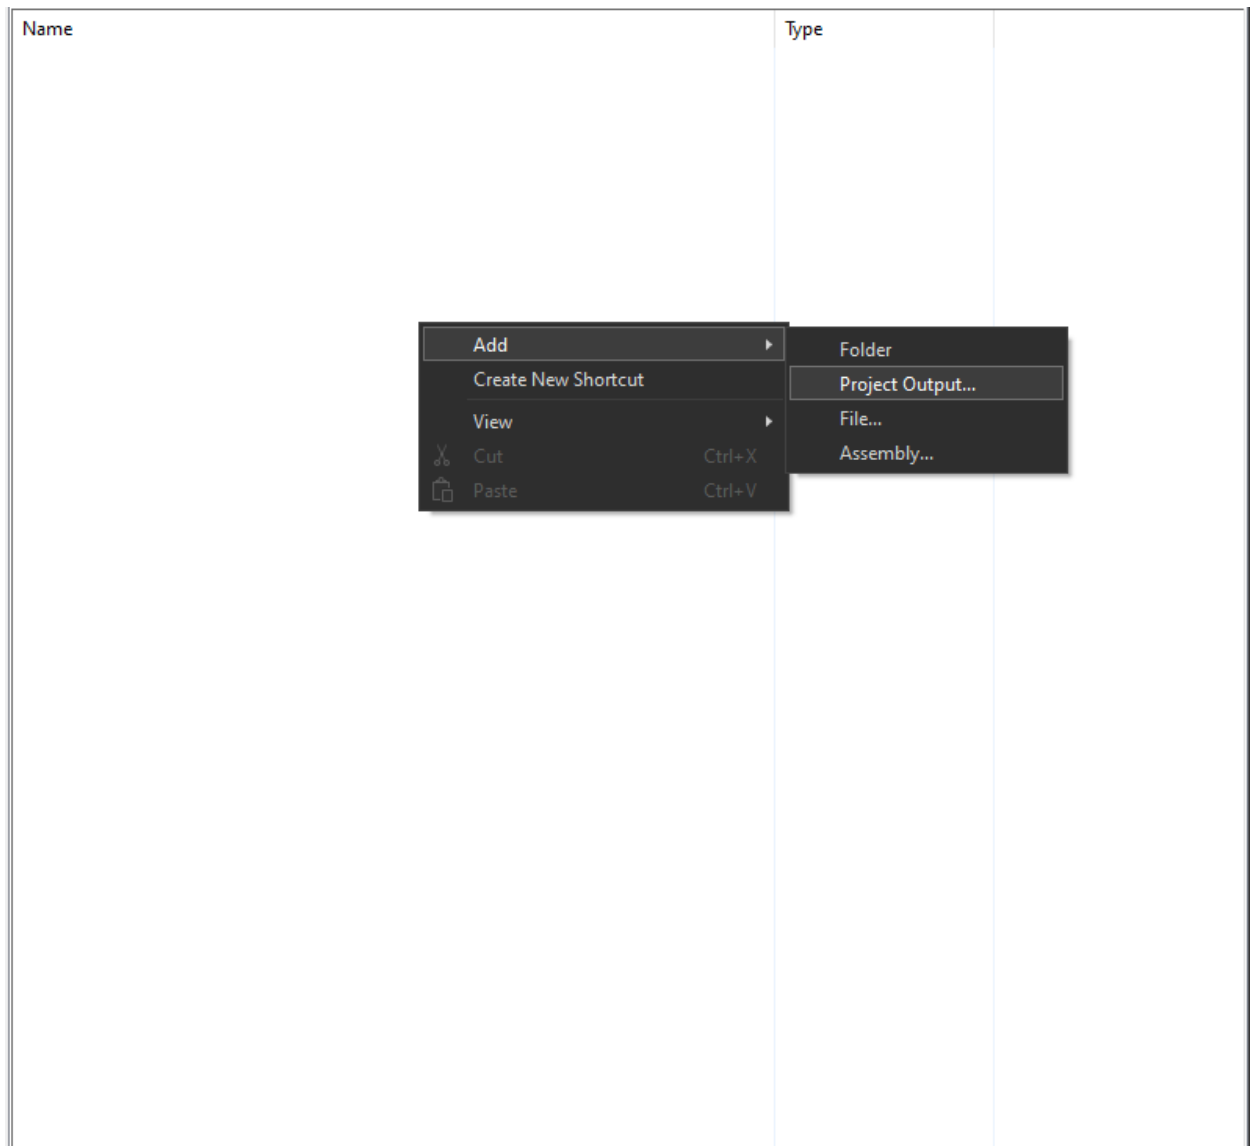 Name Type
Add
Create New Shortcut
View
Cut Ctrl+X
Paste Ctrl+V
Folder
Project Output...
File...
Assembly...